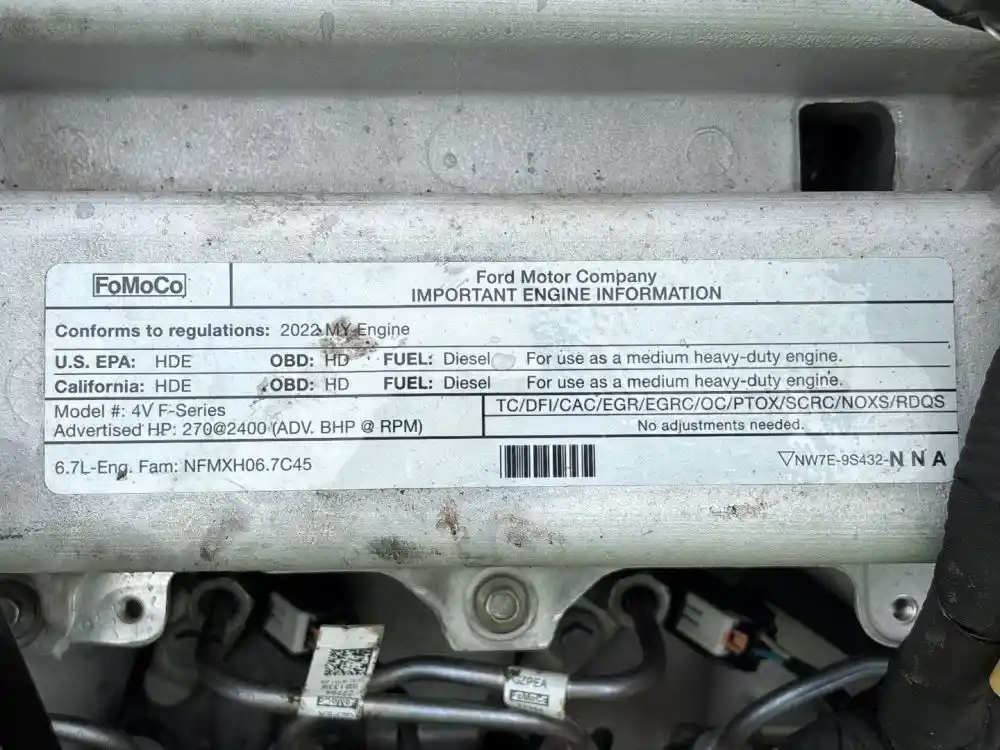 FoMoCo
Ford Motor Company
IMPORTANT ENGINE INFORMATION
Conforms to regulations: 2022 MY Engine
U.S. EPA: HDE OBD: HD FUEL: Diesel For use as a medium heavy-duty engine.
California: HDE OBD: HD FUEL: Diesel For use as a medium heavy-duty engine.
Model #: 4V F-Series
Advertised HP: 270@2400 (ADV. BHP @ RPM)
TC/DFI/CAC/EGR/EGRC/OC/PTOX/SCRC/NOXS/RDQS
No adjustments needed.
6.7L-Eng. Fam: NFMXH06.7C45
▽NW7E-9S432-N N A
GZPEA
FoMoCo